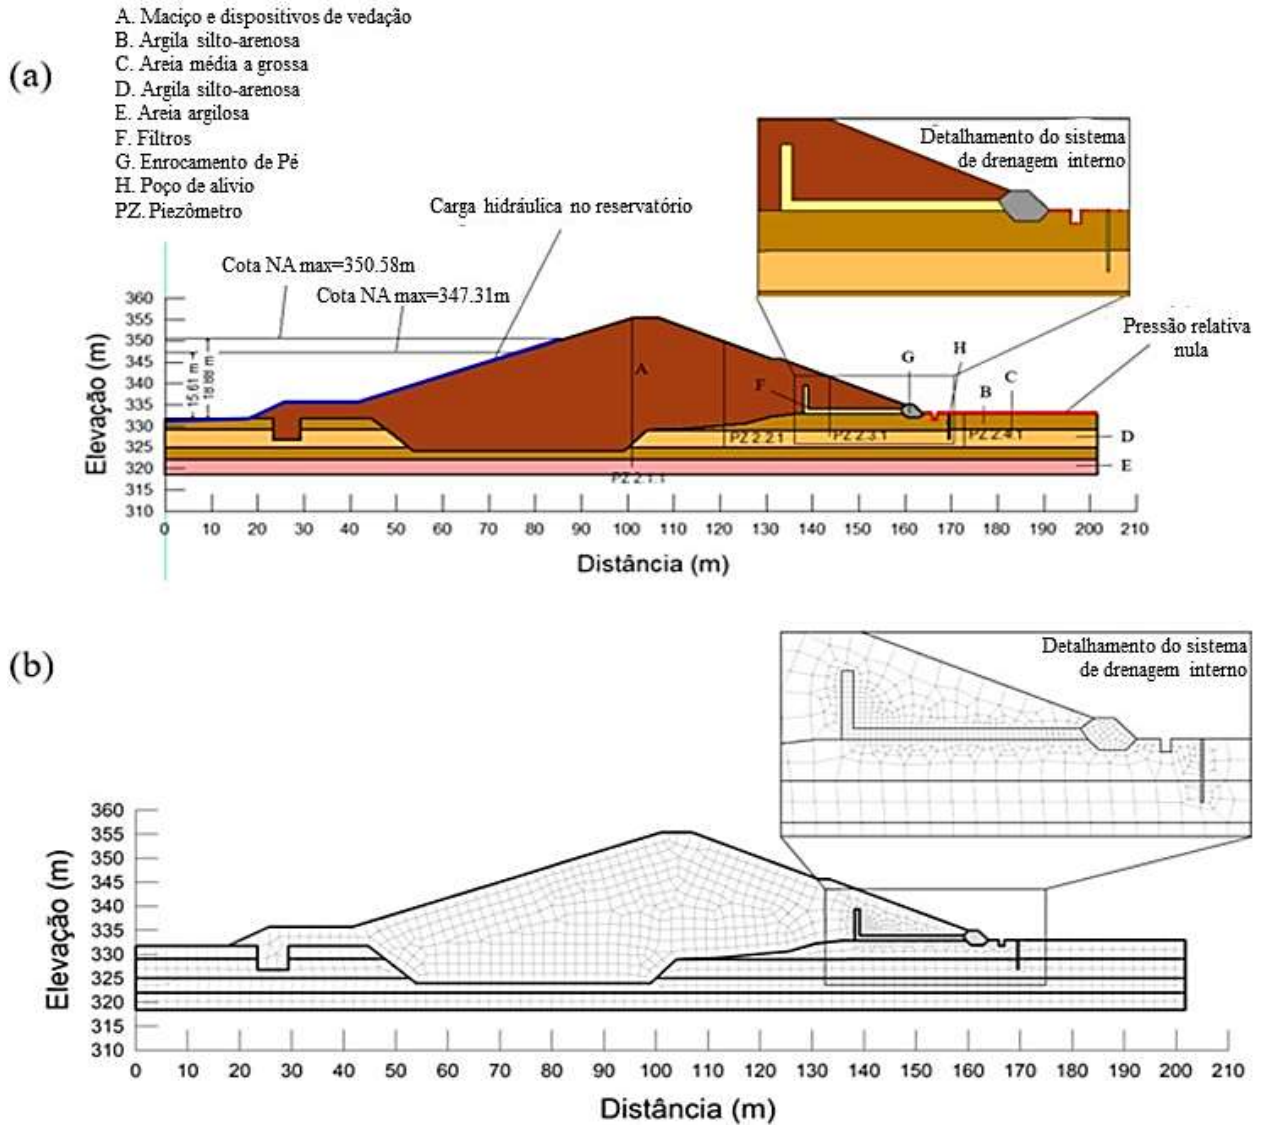 A. Maciço e dispositivos de vedação
B. Argila silto-arenosa
C. Areia média a grossa
D. Argila silto-arenosa
E. Areia argilosa
F. Filtros
G. Enrocamento de Pé
H. Poço de alívio
PZ. Piezômetro
(a)
Detalhamento do sistema
de drenagem interno
Carga hidráulica no reservatório
Cota NA max=350.58m
Cota NA max=347.31m
Pressão relativa
nula
15.61 m
18.88 m
A
F
G
H
B
C
D
E
PZ 2.1.1
PZ 2.2.1
PZ 2.3.1
PZ 2.4.1
Elevação (m)
360
355
350
345
340
335
330
325
320
315
310
0 10 20 30 40 50 60 70 80 90 100 110 120 130 140 150 160 170 180 190 200 210
Distância (m)
(b)
Detalhamento do sistema
de drenagem interno
Elevação (m)
360
355
350
345
340
335
330
325
320
315
310
0 10 20 30 40 50 60 70 80 90 100 110 120 130 140 150 160 170 180 190 200 210
Distância (m)